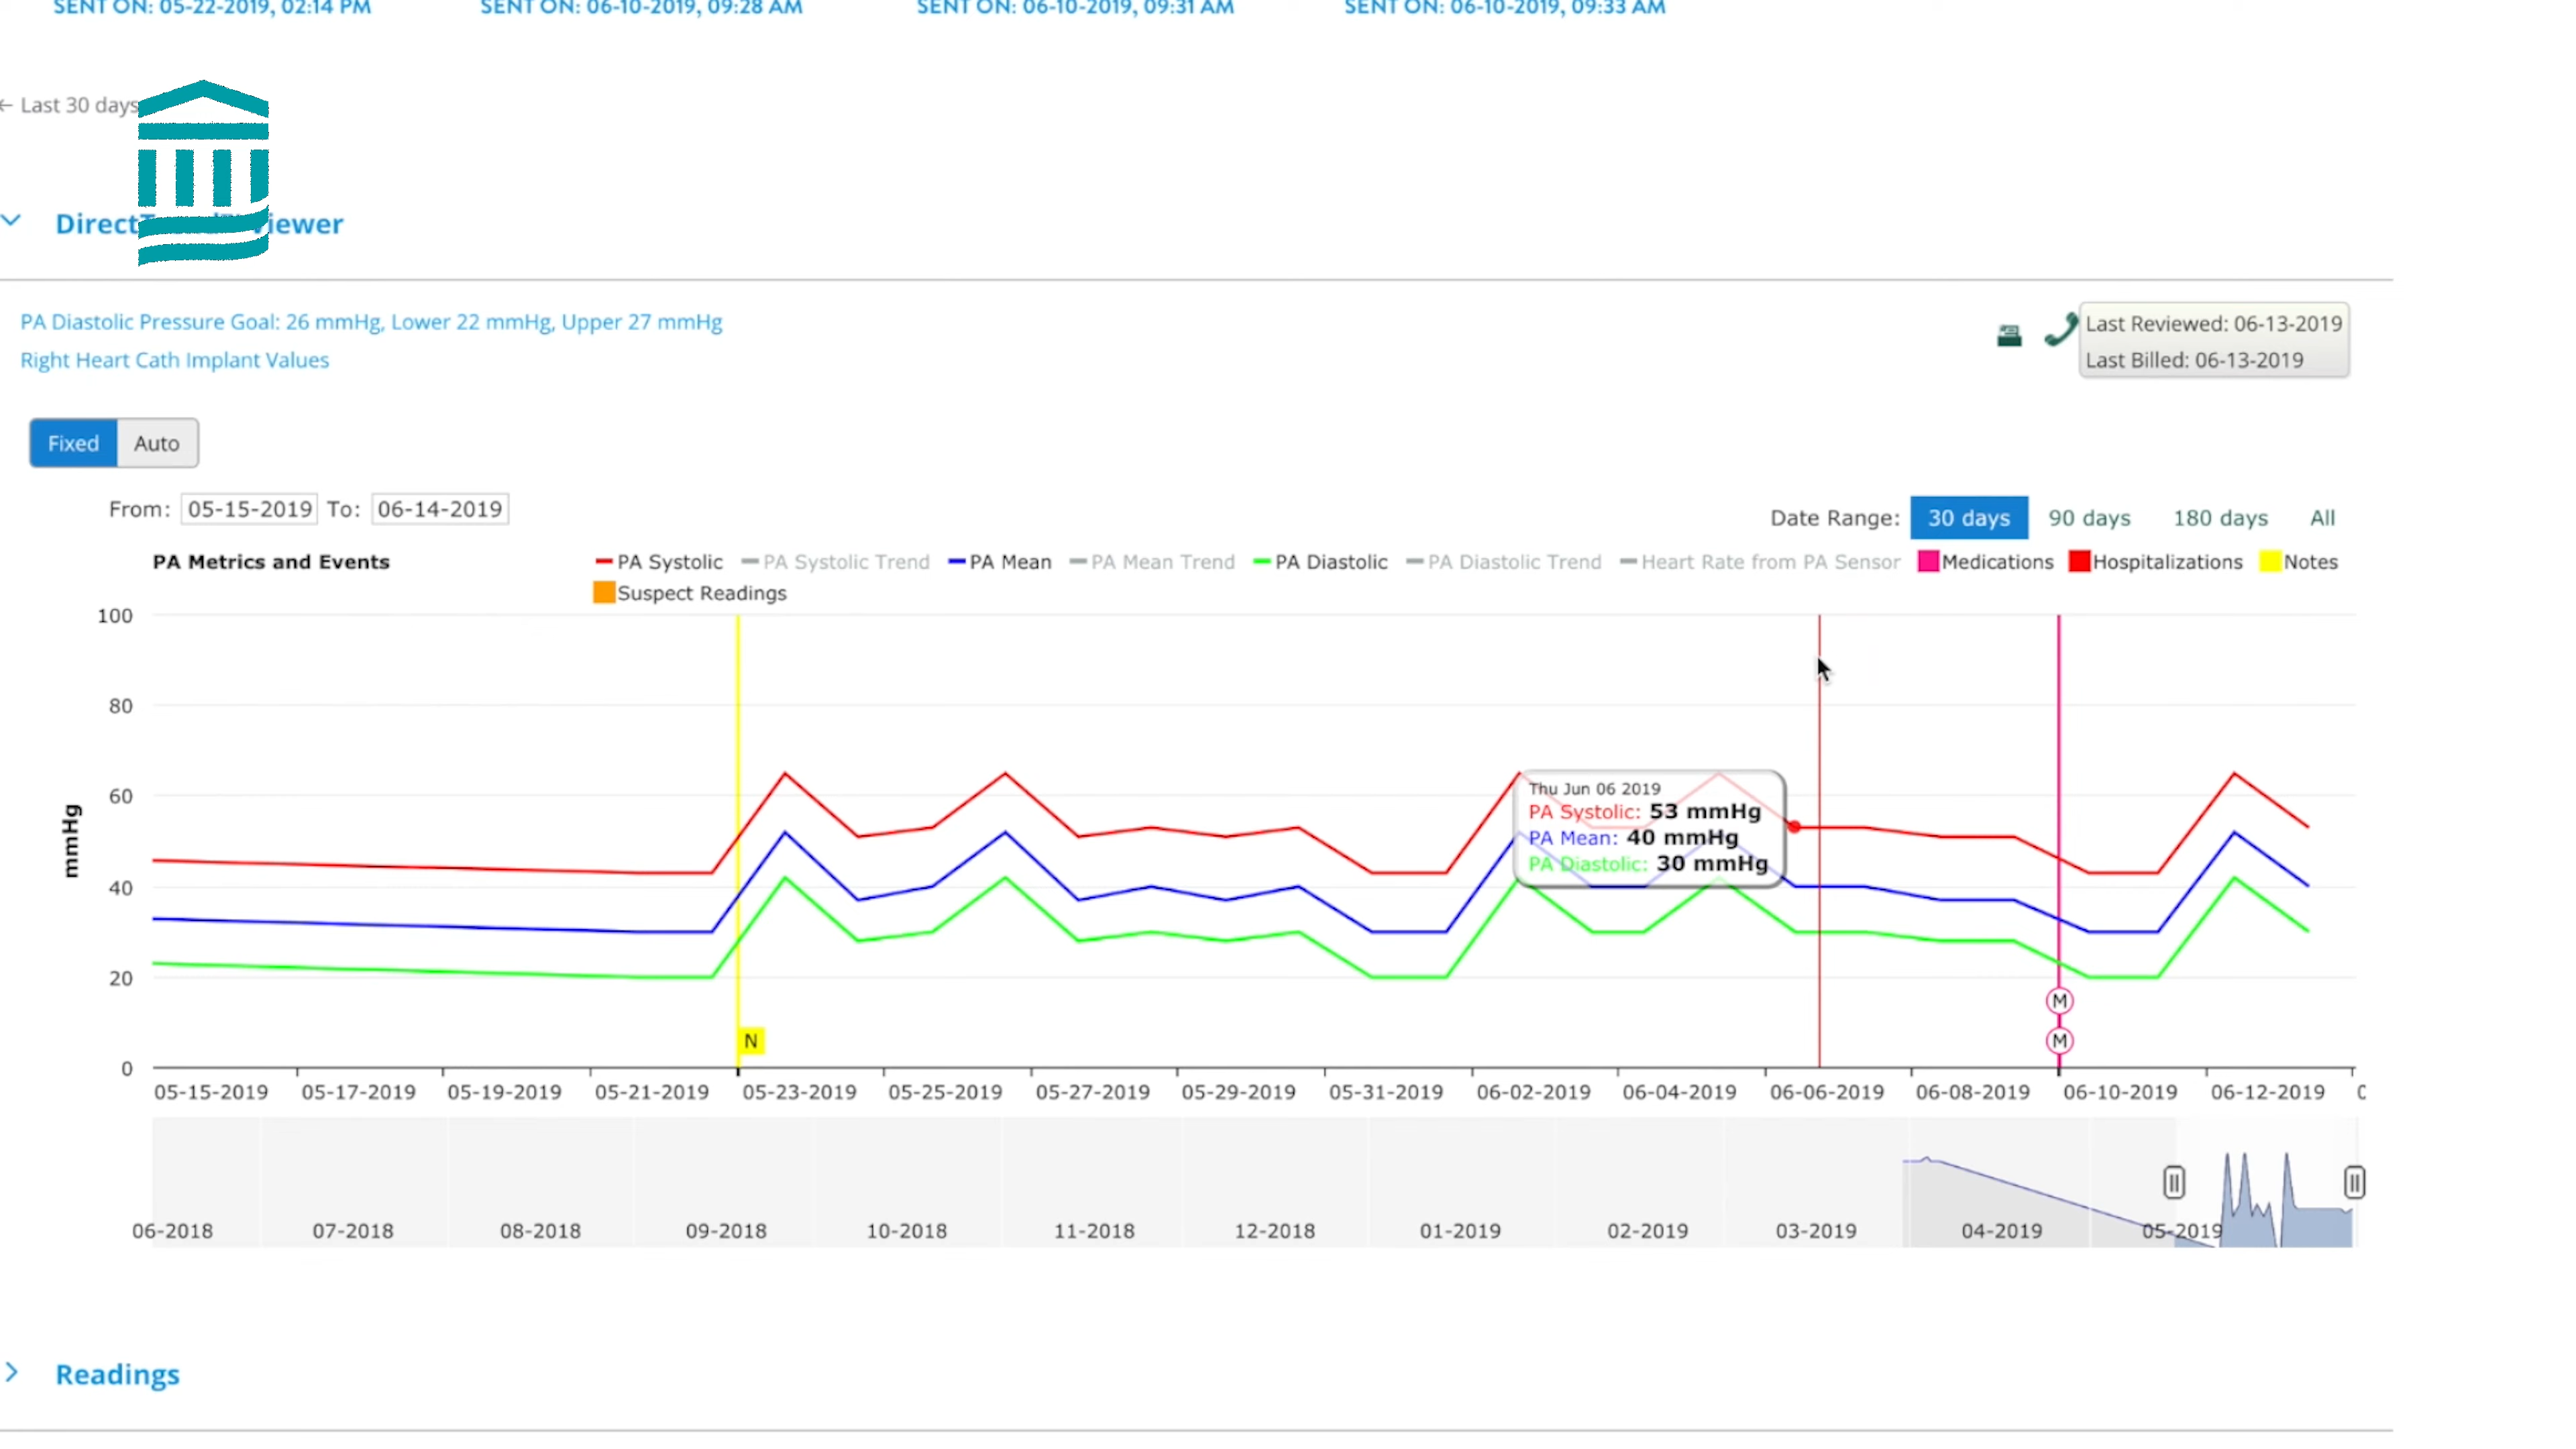 SENT ON: 05-22-2019, 02:14 PM SENT ON: 06-10-2019, 09:28 AM SENT ON: 06-10-2019, 09:31 AM SENT ON: 06-10-2019, 09:33 AM
← Last 30 days
Direct iewer
PA Diastolic Pressure Goal: 26 mmHg, Lower 22 mmHg, Upper 27 mmHg
Right Heart Cath Implant Values
Last Reviewed: 06-13-2019
Last Billed: 06-13-2019
Fixed Auto
From: 05-15-2019 To: 06-14-2019
Date Range: 30 days 90 days 180 days All
PA Metrics and Events
PA Systolic PA Systolic Trend PA Mean PA Mean Trend PA Diastolic PA Diastolic Trend Heart Rate from PA Sensor Medications Hospitalizations Notes
Suspect Readings
100
80
60
40
20
0
mmHg
Thu Jun 06 2019
PA Systolic: 53 mmHg
PA Mean: 40 mmHg
PA Diastolic: 30 mmHg
N
M
M
05-15-2019 05-17-2019 05-19-2019 05-21-2019 05-23-2019 05-25-2019 05-27-2019 05-29-2019 05-31-2019 06-02-2019 06-04-2019 06-06-2019 06-08-2019 06-10-2019 06-12-2019
06-2018 07-2018 08-2018 09-2018 10-2018 11-2018 12-2018 01-2019 02-2019 03-2019 04-2019 05-2019
Readings